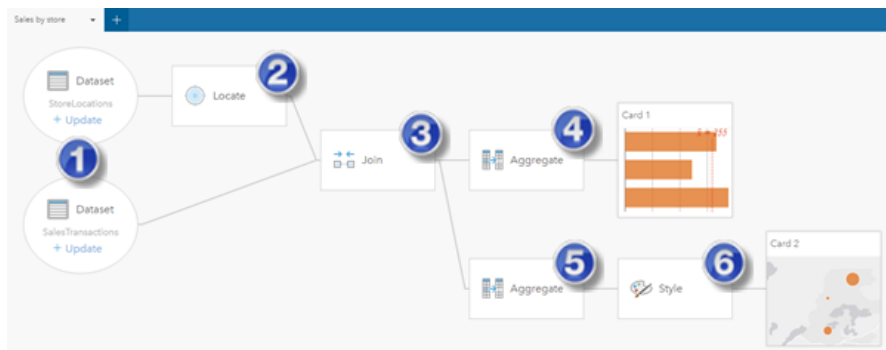 Sales by store
+
Dataset
StoreLocations
+ Update
1
Dataset
SalesTransactions
+ Update
Locate
2
Join
3
Aggregate
4
Card 1
Aggregate
5
Style
6
Card 2